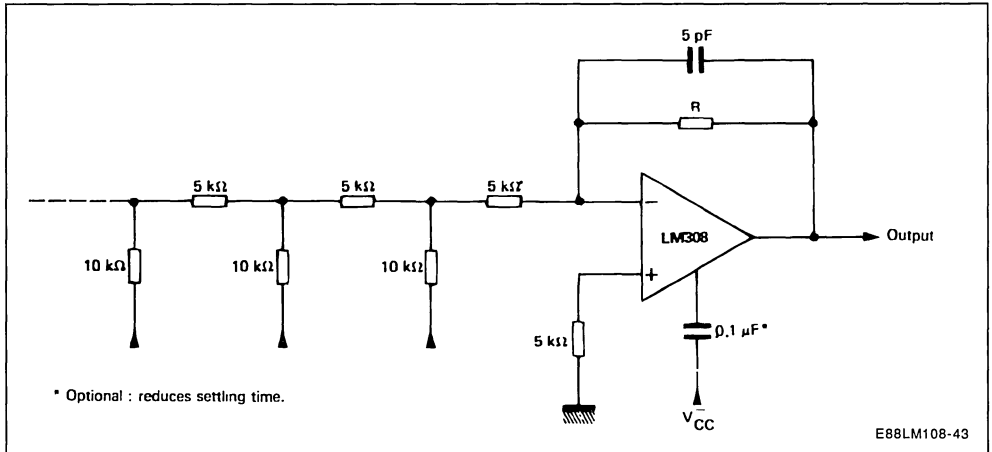 5 pF
R
5 kΩ
5 kΩ
5 kΩ*
LM308
−
+
Output
10 kΩ
10 kΩ
10 kΩ
5 kΩ
0.1 µF*
* Optional : reduces settling time.
V⁻CC
E88LM108-43